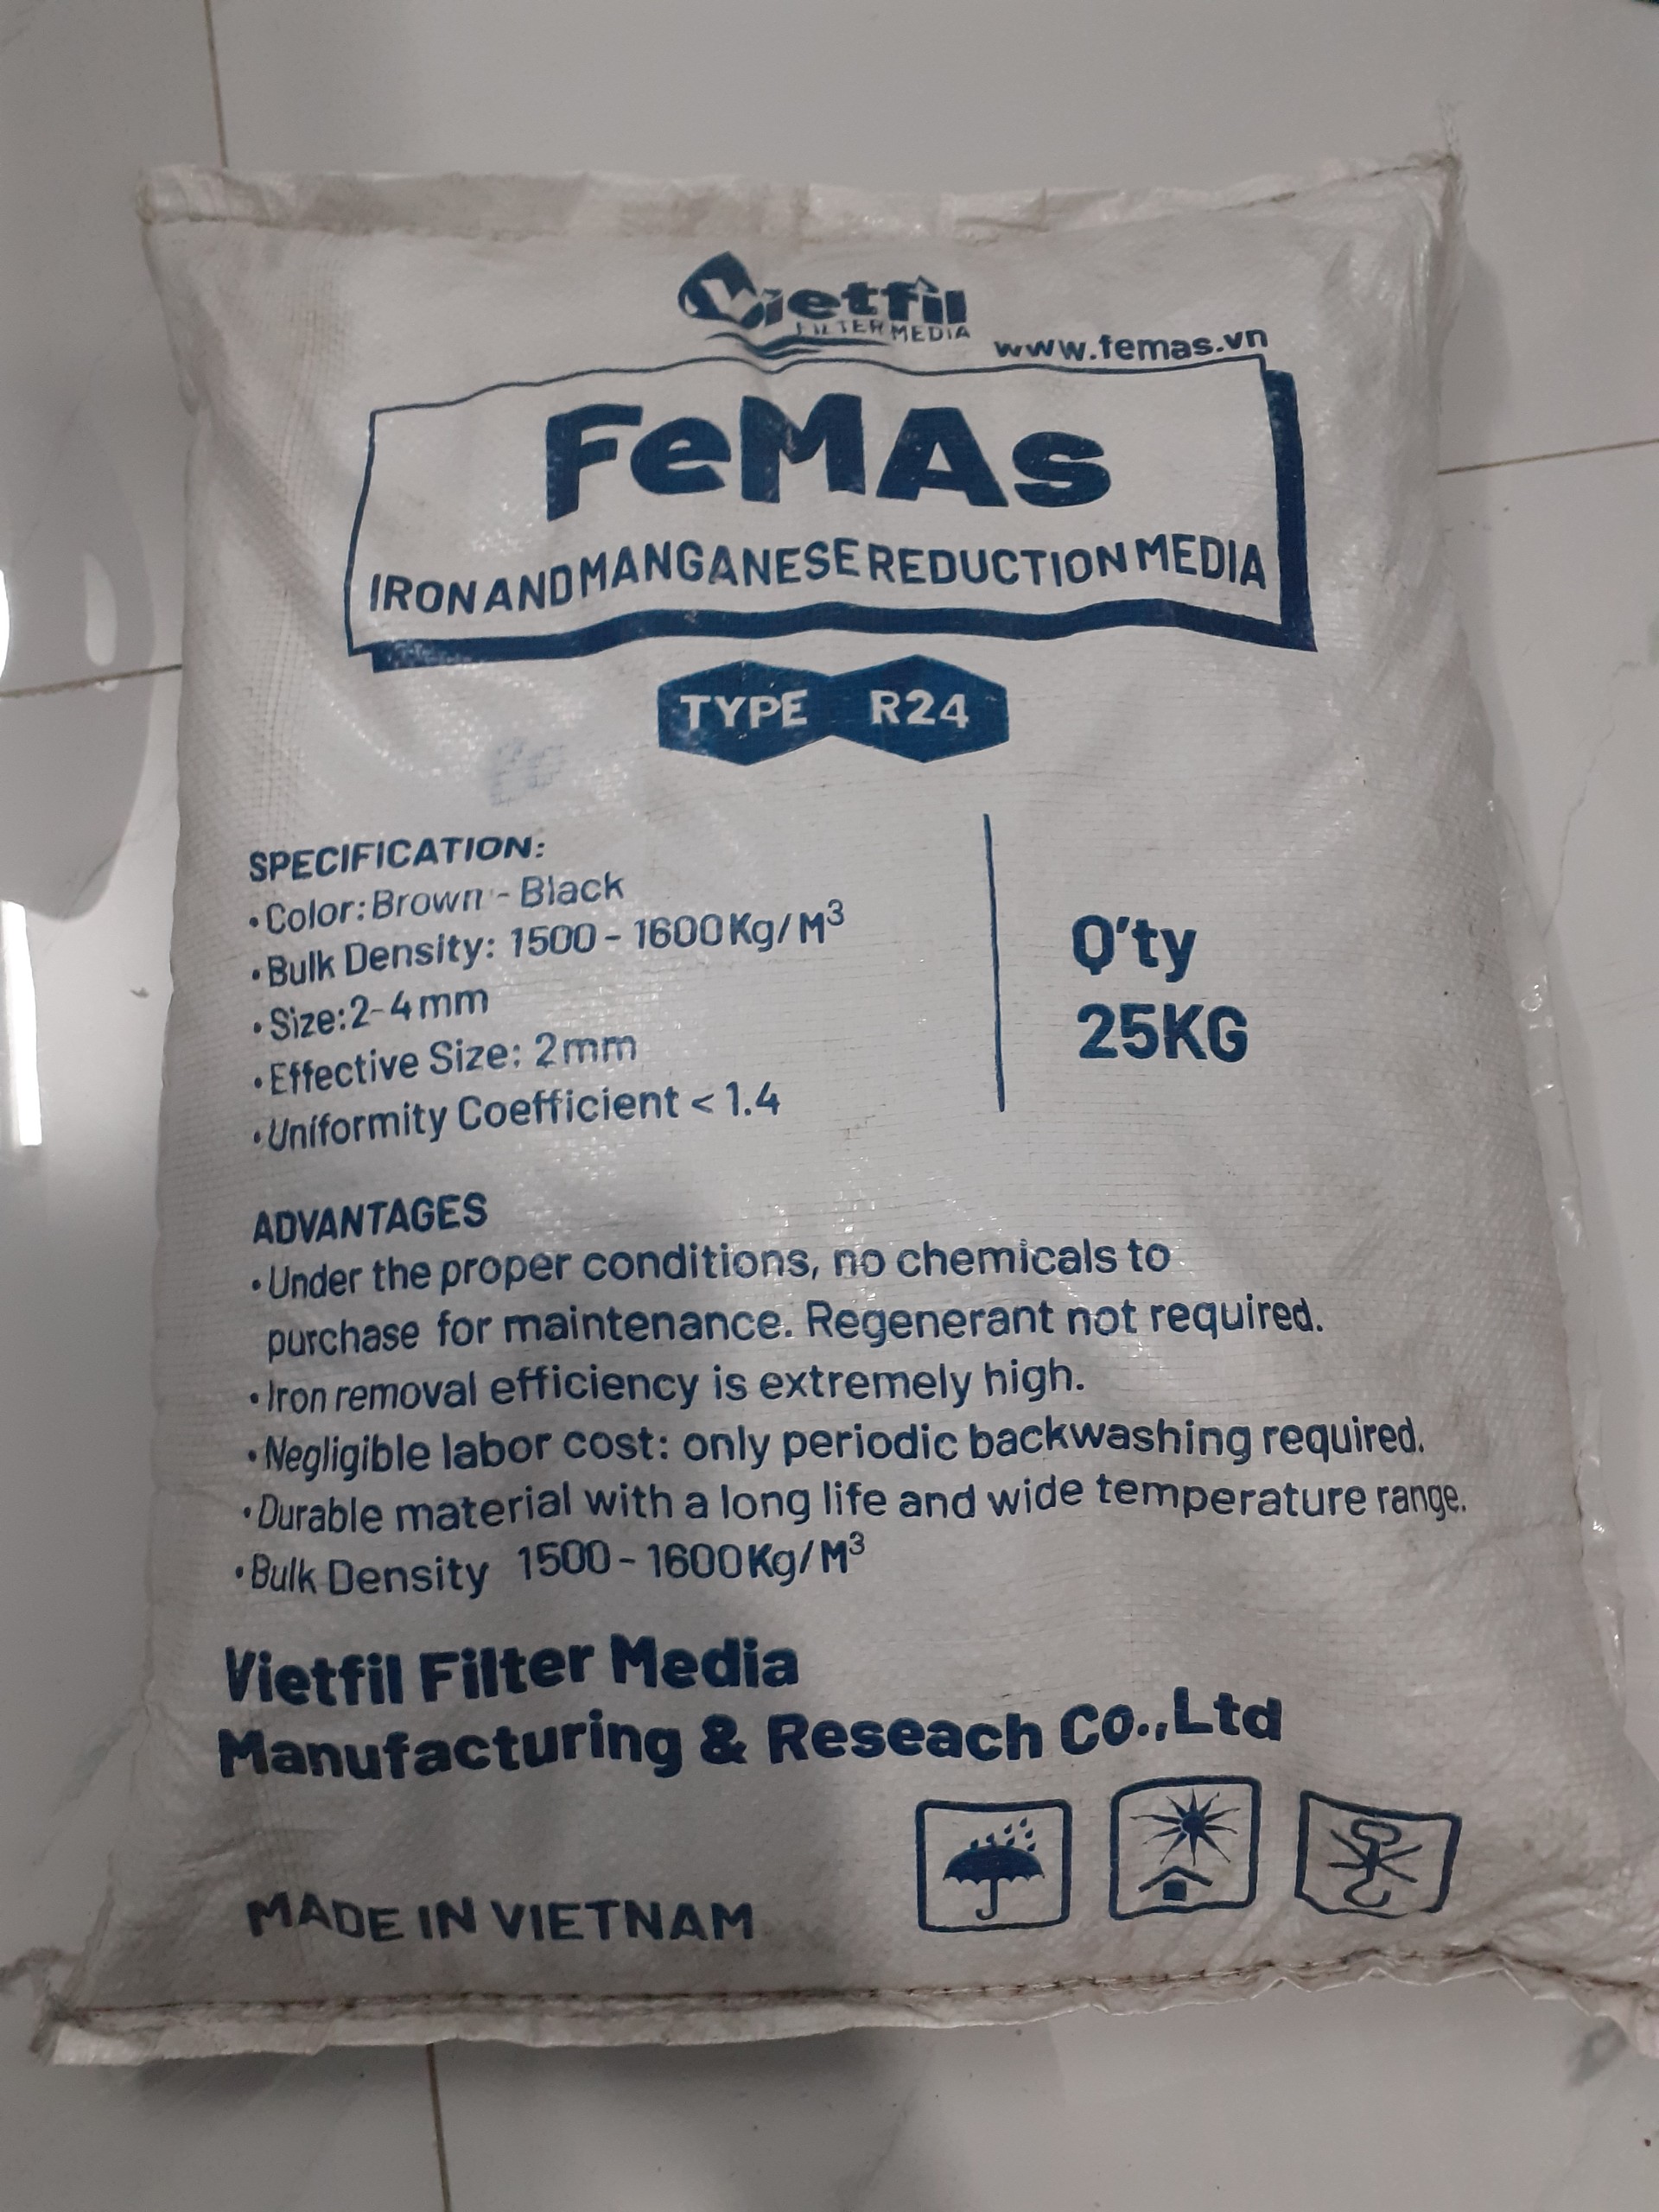 Vietfil
FILTER MEDIA
www.femas.vn
FeMAs
IRON AND MANGANESE REDUCTION MEDIA
TYPE R24
SPECIFICATION:
• Color: Brown - Black
• Bulk Density: 1500 - 1600Kg/M³
• Size: 2-4mm
• Effective Size: 2mm
• Uniformity Coefficient < 1.4
Q'ty
25KG
ADVANTAGES
• Under the proper conditions, no chemicals to
purchase for maintenance. Regenerant not required.
• Iron removal efficiency is extremely high.
• Negligible labor cost: only periodic backwashing required.
• Durable material with a long life and wide temperature range.
• Bulk Density 1500 - 1600Kg/M³
Vietfil Filter Media
Manufacturing & Reseach Co.,Ltd
MADE IN VIETNAM